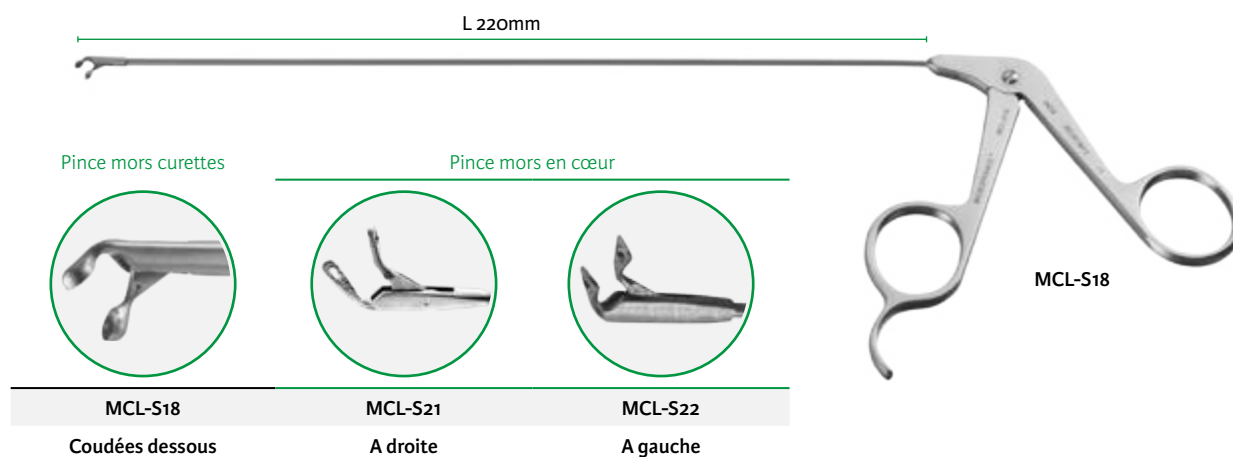 L 220mm
Pince mors curettes
Pince mors en cœur
MCL-S18
MCL-S18
MCL-S21
MCL-S22
Coudées dessous
A droite
A gauche